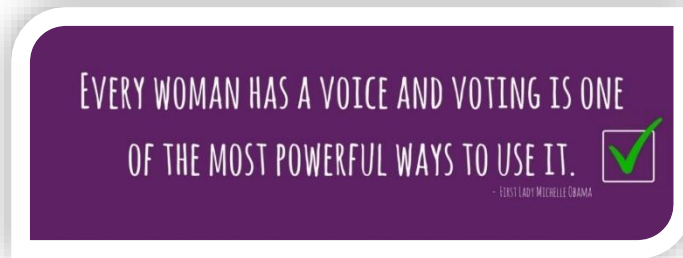 EVERY WOMAN HAS A VOICE AND VOTING IS ONE
OF THE MOST POWERFUL WAYS TO USE IT.
- FIRST LADY MICHELLE OBAMA